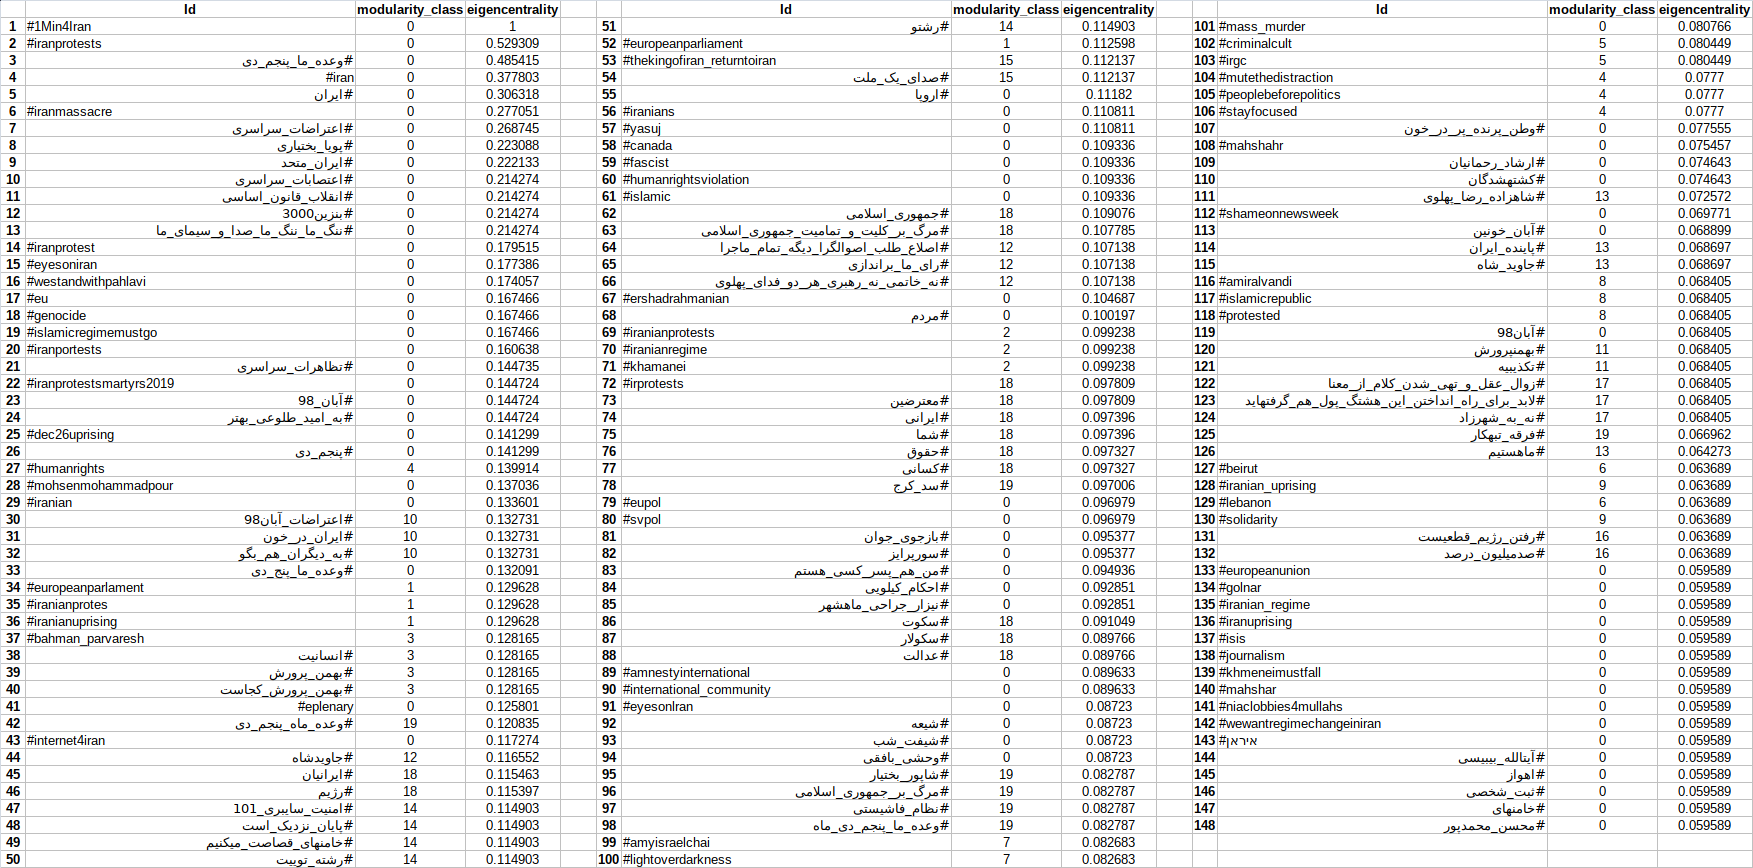 Id modularity_class eigencentrality
1 #1Min4Iran 0 1
2 #iranprotests 0 0.529309
3 #وعده_ما_پنجم_دی 0 0.485415
4 #iran 0 0.377803
5 #ایران 0 0.306318
6 #iranmassacre 0 0.277051
7 #اعتراضات_سراسری 0 0.268745
8 #پویا_بختیاری 0 0.223088
9 #ایران_متحد 0 0.222133
10 #اعتصابات_سراسری 0 0.214274
11 #انقلاب_قانون_اساسی 0 0.214274
12 #بنزین3000 0 0.214274
13 #ننگ_ما_ننگ_ما_صدا_و_سیمای_ما 0 0.214274
14 #iranprotest 0 0.179515
15 #eyesoniran 0 0.177386
16 #westandwithpahlavi 0 0.174057
17 #eu 0 0.167466
18 #genocide 0 0.167466
19 #islamicregimemustgo 0 0.167466
20 #iranportests 0 0.160638
21 #تظاهرات_سراسری 0 0.144735
22 #iranprotestsmartyrs2019 0 0.144724
23 #آبان_98 0 0.144724
24 #به_امید_طلوعی_بهتر 0 0.144724
25 #dec26uprising 0 0.141299
26 #پنجم_دی 0 0.141299
27 #humanrights 4 0.139914
28 #mohsenmohammadpour 0 0.137036
29 #iranian 0 0.133601
30 #اعتراضات_آبان98 10 0.132731
31 #ایران_در_خون 10 0.132731
32 #به_دیگران_هم_بگو 10 0.132731
33 #وعده_ما_پنج_دی 0 0.132091
34 #europeanparlament 1 0.129628
35 #iranianprotes 1 0.129628
36 #iranianuprising 1 0.129628
37 #bahman_parvaresh 3 0.128165
38 #انسانیت 3 0.128165
39 #بهمن_پرورش 3 0.128165
40 #بهمن_پرورش_کجاست 3 0.128165
41 #eplenary 0 0.125801
42 #وعده_ماه_پنجم_دی 19 0.120835
43 #internet4iran 0 0.117274
44 #جاویدشاه 12 0.116552
45 #ایرانیان 18 0.115463
46 #رژیم 18 0.115397
47 #امنیت_سایبری_101 14 0.114903
48 #پایان_نزدیک_است 14 0.114903
49 #خامنهای_قصاصت_میکنیم 14 0.114903
50 #رشته_توییت 14 0.114903
Id modularity_class eigencentrality
51 #رشتو 14 0.114903
52 #europeanparliament 1 0.112598
53 #thekingofiran_returntoiran 15 0.112137
54 #صدای_یک_ملت 15 0.112137
55 #اروپا 0 0.11182
56 #iranians 0 0.110811
57 #yasuj 0 0.110811
58 #canada 0 0.109336
59 #fascist 0 0.109336
60 #humanrightsviolation 0 0.109336
61 #islamic 0 0.109336
62 #جمهوری_اسلامی 18 0.109076
63 #مرگ_بر_کلیت_و_تمامیت_جمهوری_اسلامی 18 0.107785
64 #اصلاع_طلب_اصوالگرا_دیگه_تمام_ماجرا 12 0.107138
65 #رای_ما_براندازی 12 0.107138
66 #نه_خاتمی_نه_رهبری_هر_دو_فدای_پهلوی 12 0.107138
67 #ershadrahmanian 0 0.104687
68 #مردم 0 0.100197
69 #iranianprotests 2 0.099238
70 #iranianregime 2 0.099238
71 #khamanei 2 0.099238
72 #irprotests 18 0.097809
73 #معترضین 18 0.097809
74 #ایرانی 18 0.097396
75 #شما 18 0.097396
76 #حقوق 18 0.097327
77 #کسانی 18 0.097327
78 #سد_کرج 19 0.097006
79 #eupol 0 0.096979
80 #svpol 0 0.096979
81 #بازجوی_جوان 0 0.095377
82 #سورپرایز 0 0.095377
83 #من_هم_پسر_کسی_هستم 0 0.094936
84 #احکام_کیلویی 0 0.092851
85 #نیزار_جراحی_ماهشهر 0 0.092851
86 #سکوت 18 0.091049
87 #سکولار 18 0.089766
88 #عدالت 18 0.089766
89 #amnestyinternational 0 0.089633
90 #international_community 0 0.089633
91 #eyesonIran 0 0.08723
92 #شیعه 0 0.08723
93 #شیفت_شب 0 0.08723
94 #وحشی_بافقی 0 0.08723
95 #شاپور_بختیار 19 0.082787
96 #مرگ_بر_جمهوری_اسلامی 19 0.082787
97 #نظام_فاشیستی 19 0.082787
98 #وعده_ما_پنجم_دی_ماه 19 0.082787
99 #amyisraelchai 7 0.082683
100 #lightoverdarkness 7 0.082683
Id modularity_class eigencentrality
101 #mass_murder 0 0.080766
102 #criminalcult 5 0.080449
103 #irgc 5 0.080449
104 #mutethedistraction 4 0.0777
105 #peoplebeforepolitics 4 0.0777
106 #stayfocused 4 0.0777
107 #وطن_پرنده_پر_در_خون 0 0.077555
108 #mahshahr 0 0.075457
109 #ارشاد_رحمانیان 0 0.074643
110 #کشتهشدگان 0 0.074643
111 #شاهزاده_رضا_پهلوی 13 0.072572
112 #shameonnewsweek 0 0.069771
113 #آبان_خونین 0 0.068899
114 #پاینده_ایران 13 0.068697
115 #جاوید_شاه 13 0.068697
116 #amiralvandi 8 0.068405
117 #islamicrepublic 8 0.068405
118 #protested 8 0.068405
119 #آبان98 0 0.068405
120 #بهمنپرورش 11 0.068405
121 #تکذیبیه 11 0.068405
122 #زوال_عقل_و_تهی_شدن_کلام_از_معنا 17 0.068405
123 #لابد_برای_راه_انداختن_این_هشتگ_پول_هم_گرفتهاید 17 0.068405
124 #نه_به_شهرزاد 17 0.068405
125 #فرقه_تبهکار 19 0.066962
126 #ماهستیم 13 0.064273
127 #beirut 6 0.063689
128 #iranian_uprising 9 0.063689
129 #lebanon 6 0.063689
130 #solidarity 9 0.063689
131 #رفتن_رژیم_قطعیست 16 0.063689
132 #صدمیلیون_درصد 16 0.063689
133 #europeanunion 0 0.059589
134 #golnar 0 0.059589
135 #iranian_regime 0 0.059589
136 #iranuprising 0 0.059589
137 #isis 0 0.059589
138 #journalism 0 0.059589
139 #khmeneimustfall 0 0.059589
140 #mahshar 0 0.059589
141 #niaclobbies4mullahs 0 0.059589
142 #wewantregimechangeiniran 0 0.059589
143 #איראן 0 0.059589
144 #آیتالله_بیبیسی 0 0.059589
145 #اهواز 0 0.059589
146 #ثبت_شخصی 0 0.059589
147 #خامنهای 0 0.059589
148 #محسن_محمدپور 0 0.059589